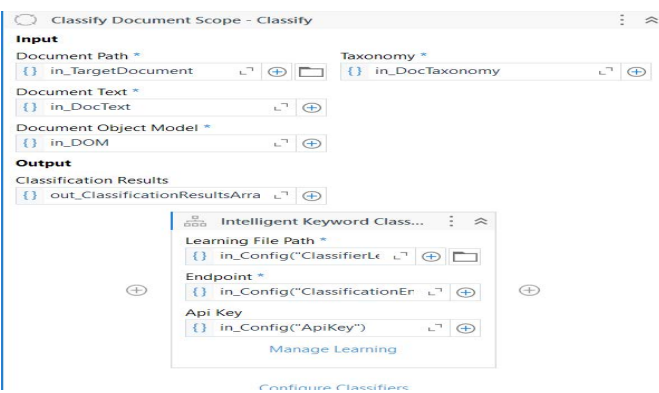 Classify Document Scope - Classify
Input
Document Path * Taxonomy *
{} in_TargetDocument {} in_DocTaxonomy
Document Text *
{} in_DocText
Document Object Model *
{} in_DOM
Output
Classification Results
{} out_ClassificationResultsArra
Intelligent Keyword Class...
Learning File Path *
{} in_Config("ClassifierLe
Endpoint *
{} in_Config("ClassificationEn
Api Key
{} in_Config("ApiKey")
Manage Learning
Configure Classifiers